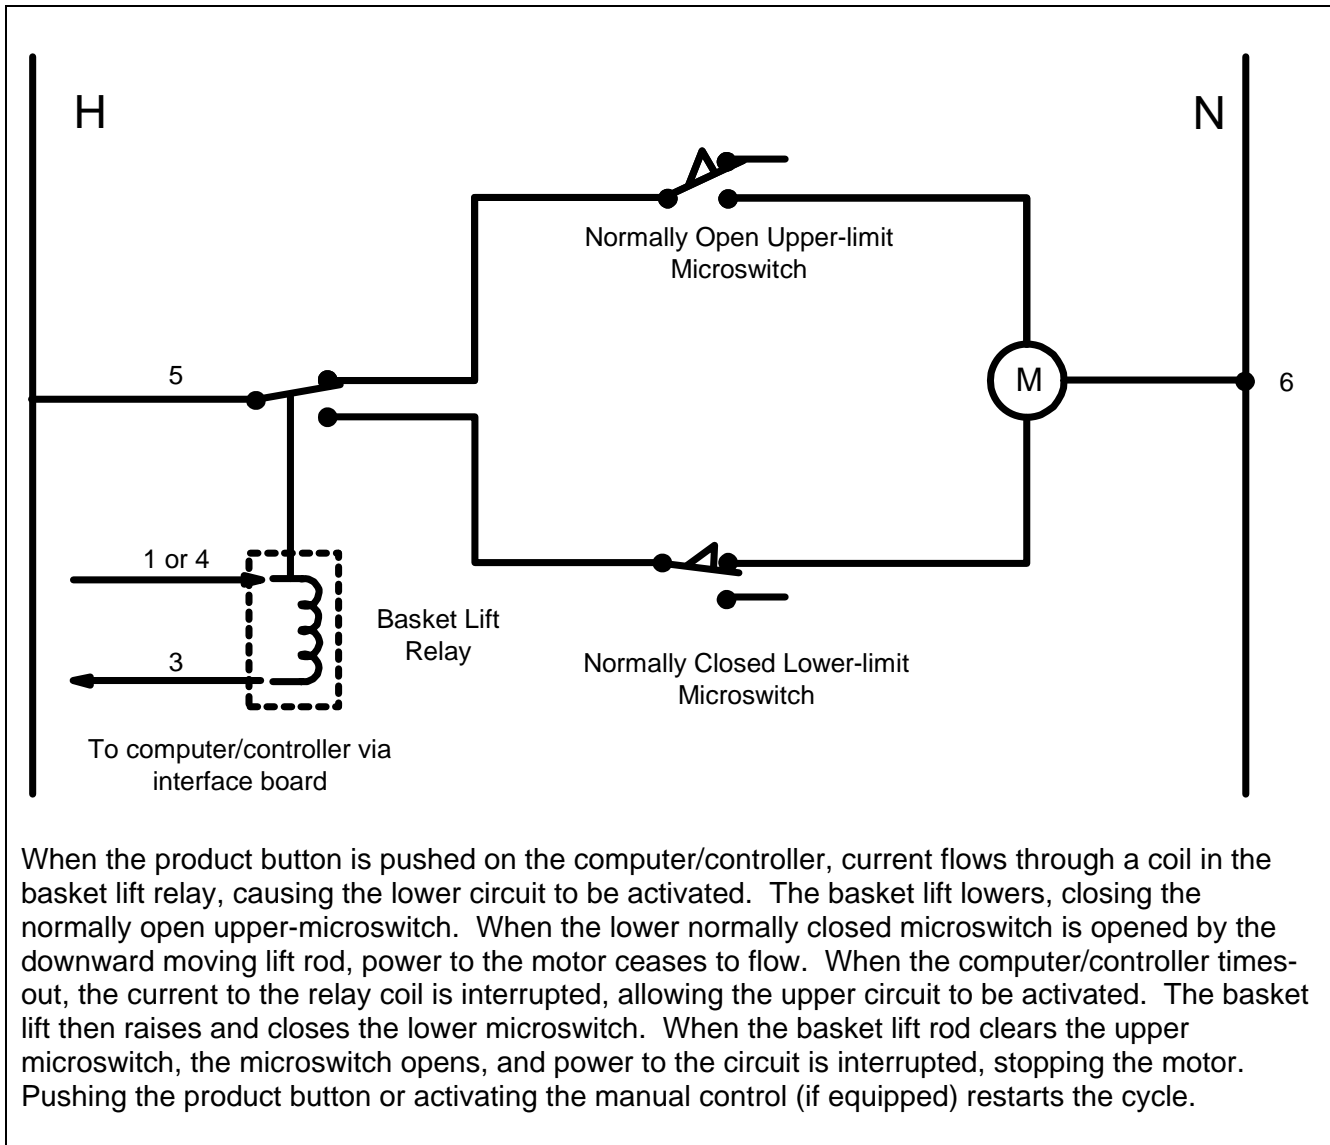 H
N
Normally Open Upper-limit
Microswitch
5
M
6
1 or 4
Basket Lift
Relay
3
Normally Closed Lower-limit
Microswitch
To computer/controller via
interface board
When the product button is pushed on the computer/controller, current flows through a coil in the
basket lift relay, causing the lower circuit to be activated.  The basket lift lowers, closing the
normally open upper-microswitch.  When the lower normally closed microswitch is opened by the
downward moving lift rod, power to the motor ceases to flow.  When the computer/controller times-
out, the current to the relay coil is interrupted, allowing the upper circuit to be activated.  The basket
lift then raises and closes the lower microswitch.  When the basket lift rod clears the upper
microswitch, the microswitch opens, and power to the circuit is interrupted, stopping the motor.
Pushing the product button or activating the manual control (if equipped) restarts the cycle.